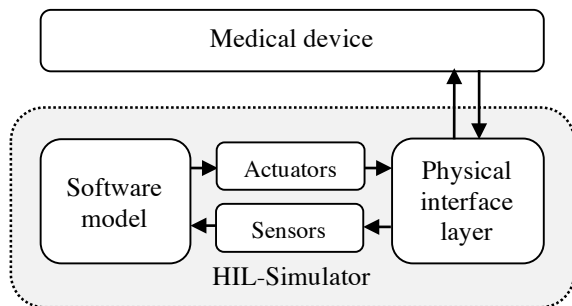 Medical device
Software
model
Actuators
Sensors
Physical
interface
layer
HIL-Simulator